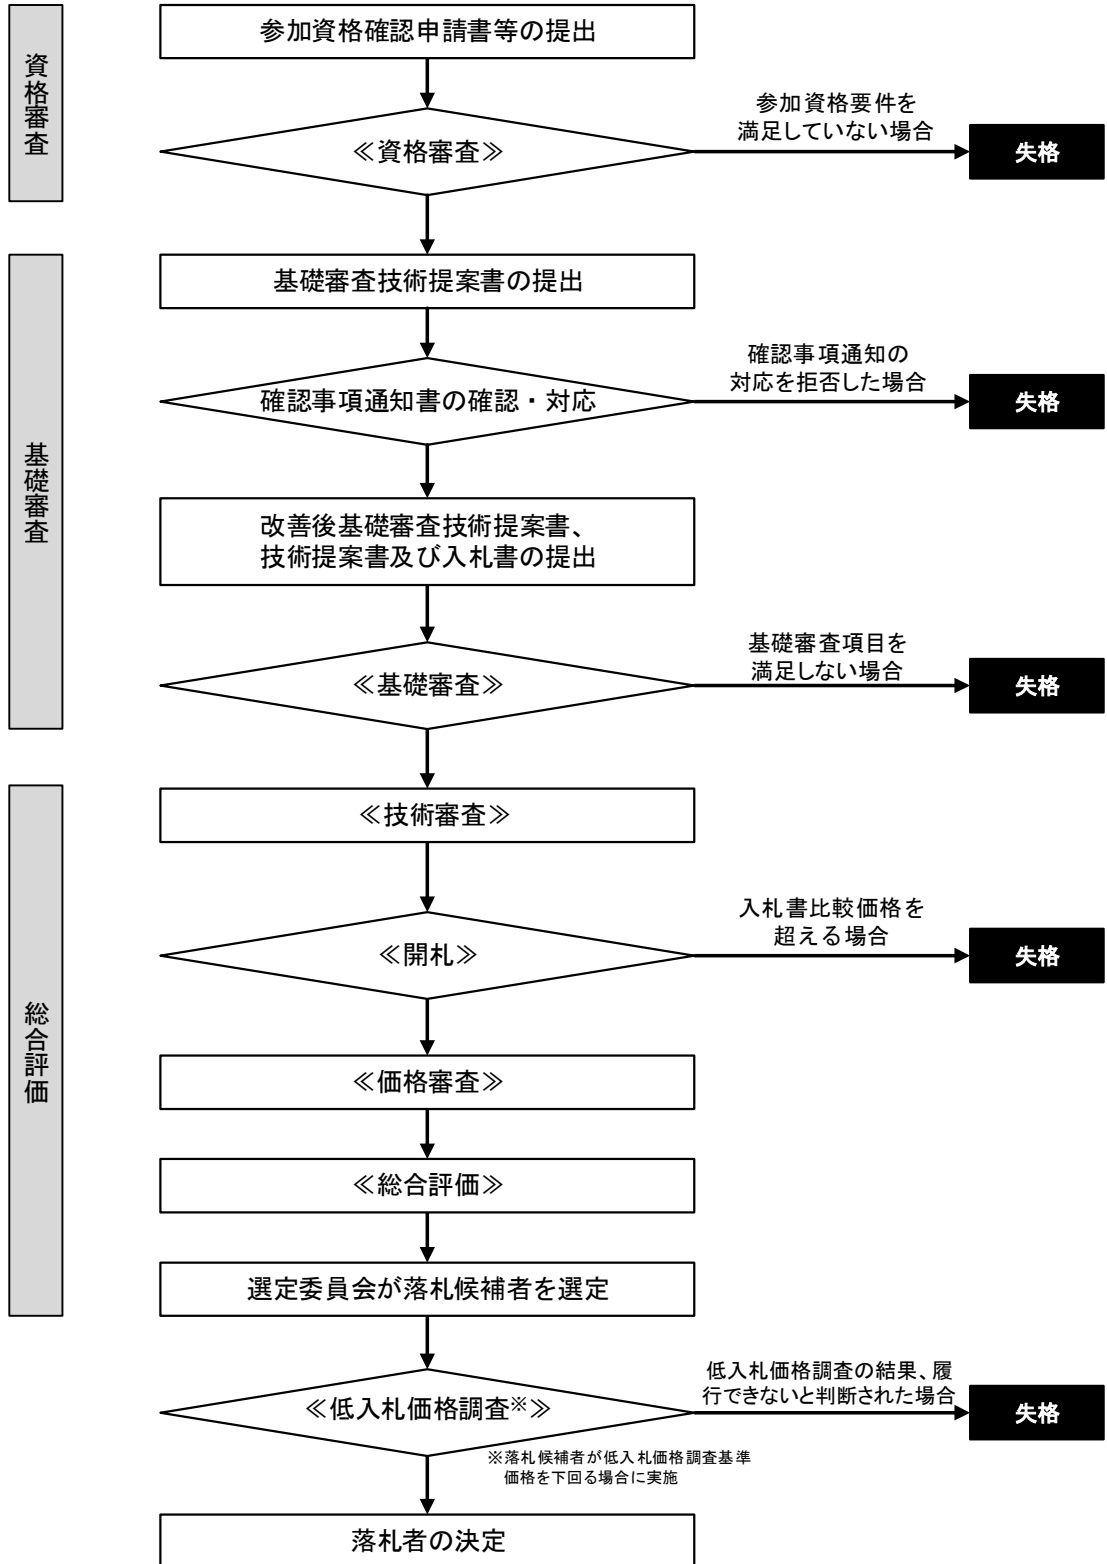 資格審査
参加資格確認申請書等の提出
≪資格審査≫
参加資格要件を
満足していない場合
失格
基礎審査
基礎審査技術提案書の提出
確認事項通知書の確認・対応
確認事項通知の
対応を拒否した場合
失格
改善後基礎審査技術提案書、
技術提案書及び入札書の提出
≪基礎審査≫
基礎審査項目を
満足しない場合
失格
総合評価
≪技術審査≫
≪開札≫
入札書比較価格を
超える場合
失格
≪価格審査≫
≪総合評価≫
選定委員会が落札候補者を選定
≪低入札価格調査※≫
低入札価格調査の結果、履
行できないと判断された場合
失格
※落札候補者が低入札価格調査基準
価格を下回る場合に実施
落札者の決定